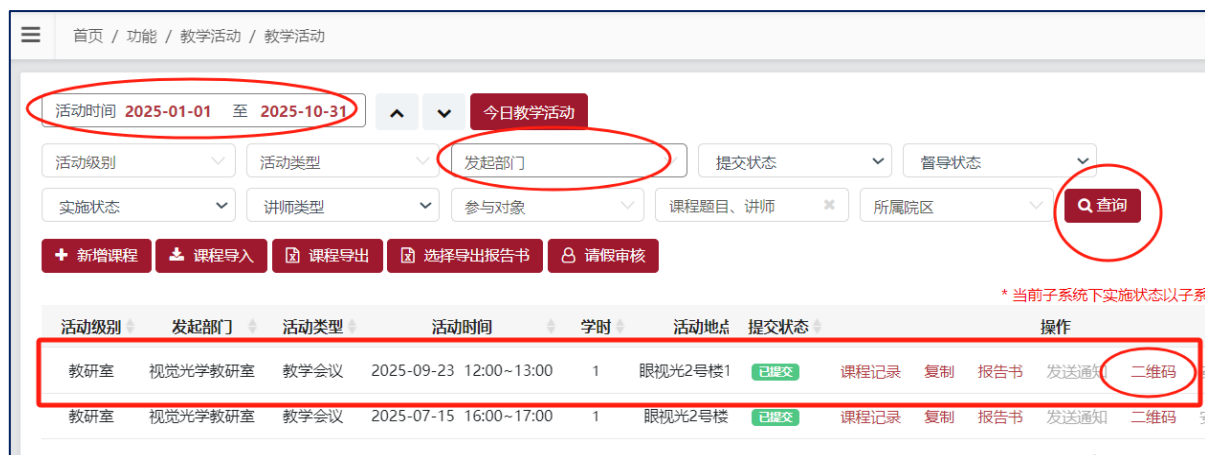 首页 / 功能 / 教学活动 / 教学活动
活动时间 2025-01-01 至 2025-10-31 今日教学活动
活动级别 活动类型 发起部门 提交状态 督导状态
实施状态 讲师类型 参与对象 课程题目、讲师 所属院区 查询
新增课程 课程导入 课程导出 选择导出报告书 请假审核
* 当前子系统下实施状态以子系
活动级别 发起部门 活动类型 活动时间 学时 活动地点 提交状态 操作
教研室 视觉光学教研室 教学会议 2025-09-23 12:00~13:00 1 眼视光2号楼1 已提交 课程记录 复制 报告书 发送通知 二维码
教研室 视觉光学教研室 教学会议 2025-07-15 16:00~17:00 1 眼视光2号楼 已提交 课程记录 复制 报告书 发送通知 二维码